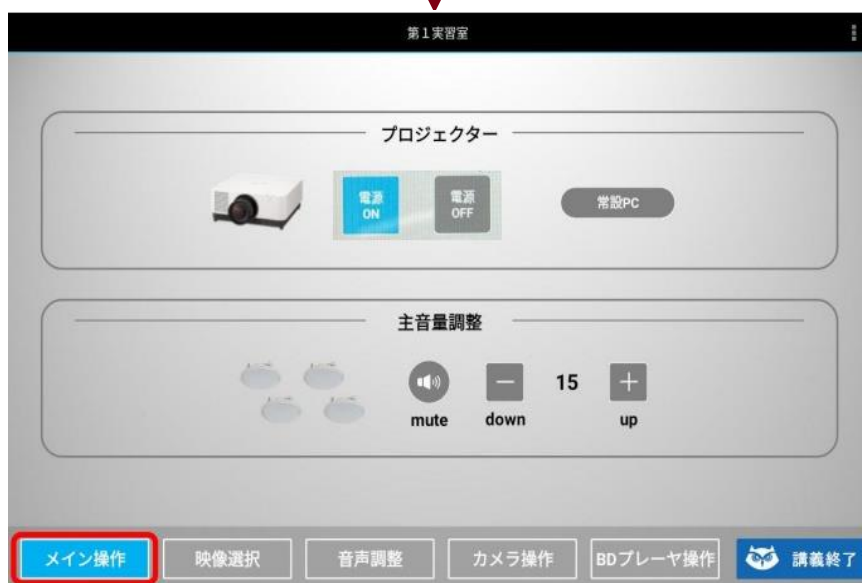 第1実習室
プロジェクター
電源
ON
電源
OFF
常設PC
主音量調整
15
mute
down
up
メイン操作
映像選択
音声調整
カメラ操作
BDプレーヤ操作
講義終了